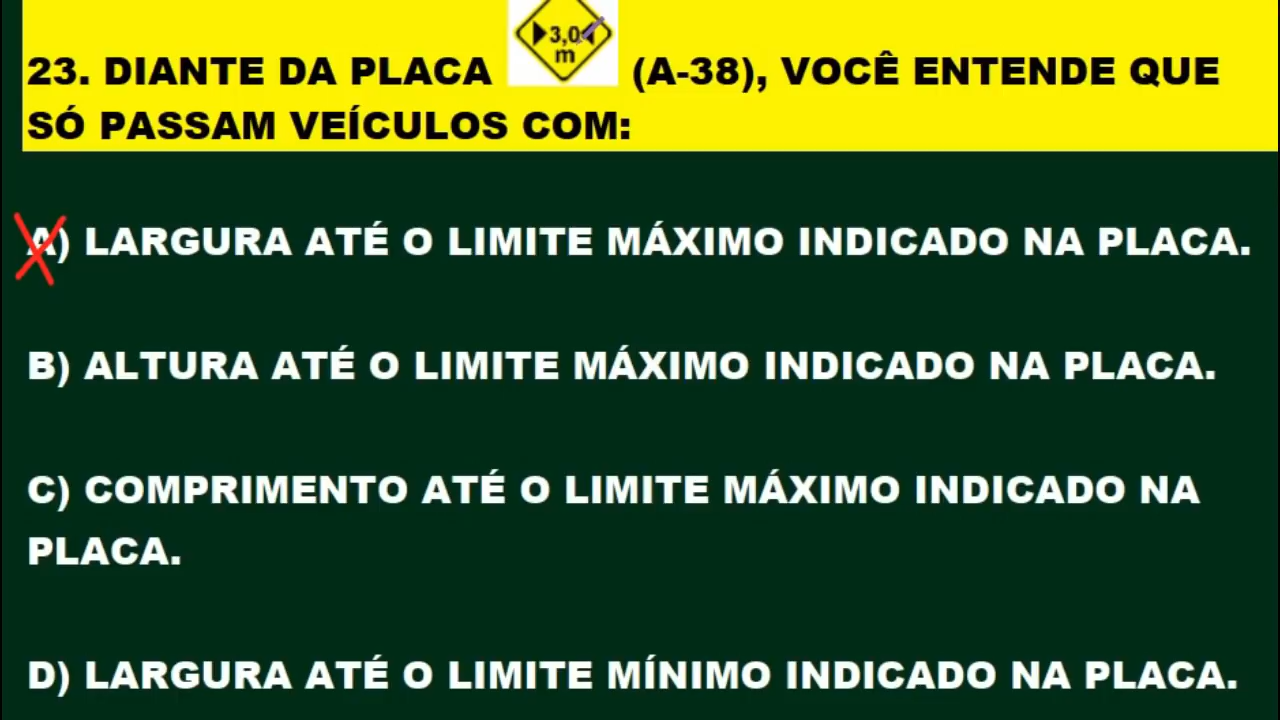 3,0
m
23. DIANTE DA PLACA (A-38), VOCÊ ENTENDE QUE
SÓ PASSAM VEÍCULOS COM:
A) LARGURA ATÉ O LIMITE MÁXIMO INDICADO NA PLACA.
B) ALTURA ATÉ O LIMITE MÁXIMO INDICADO NA PLACA.
C) COMPRIMENTO ATÉ O LIMITE MÁXIMO INDICADO NA
PLACA.
D) LARGURA ATÉ O LIMITE MÍNIMO INDICADO NA PLACA.